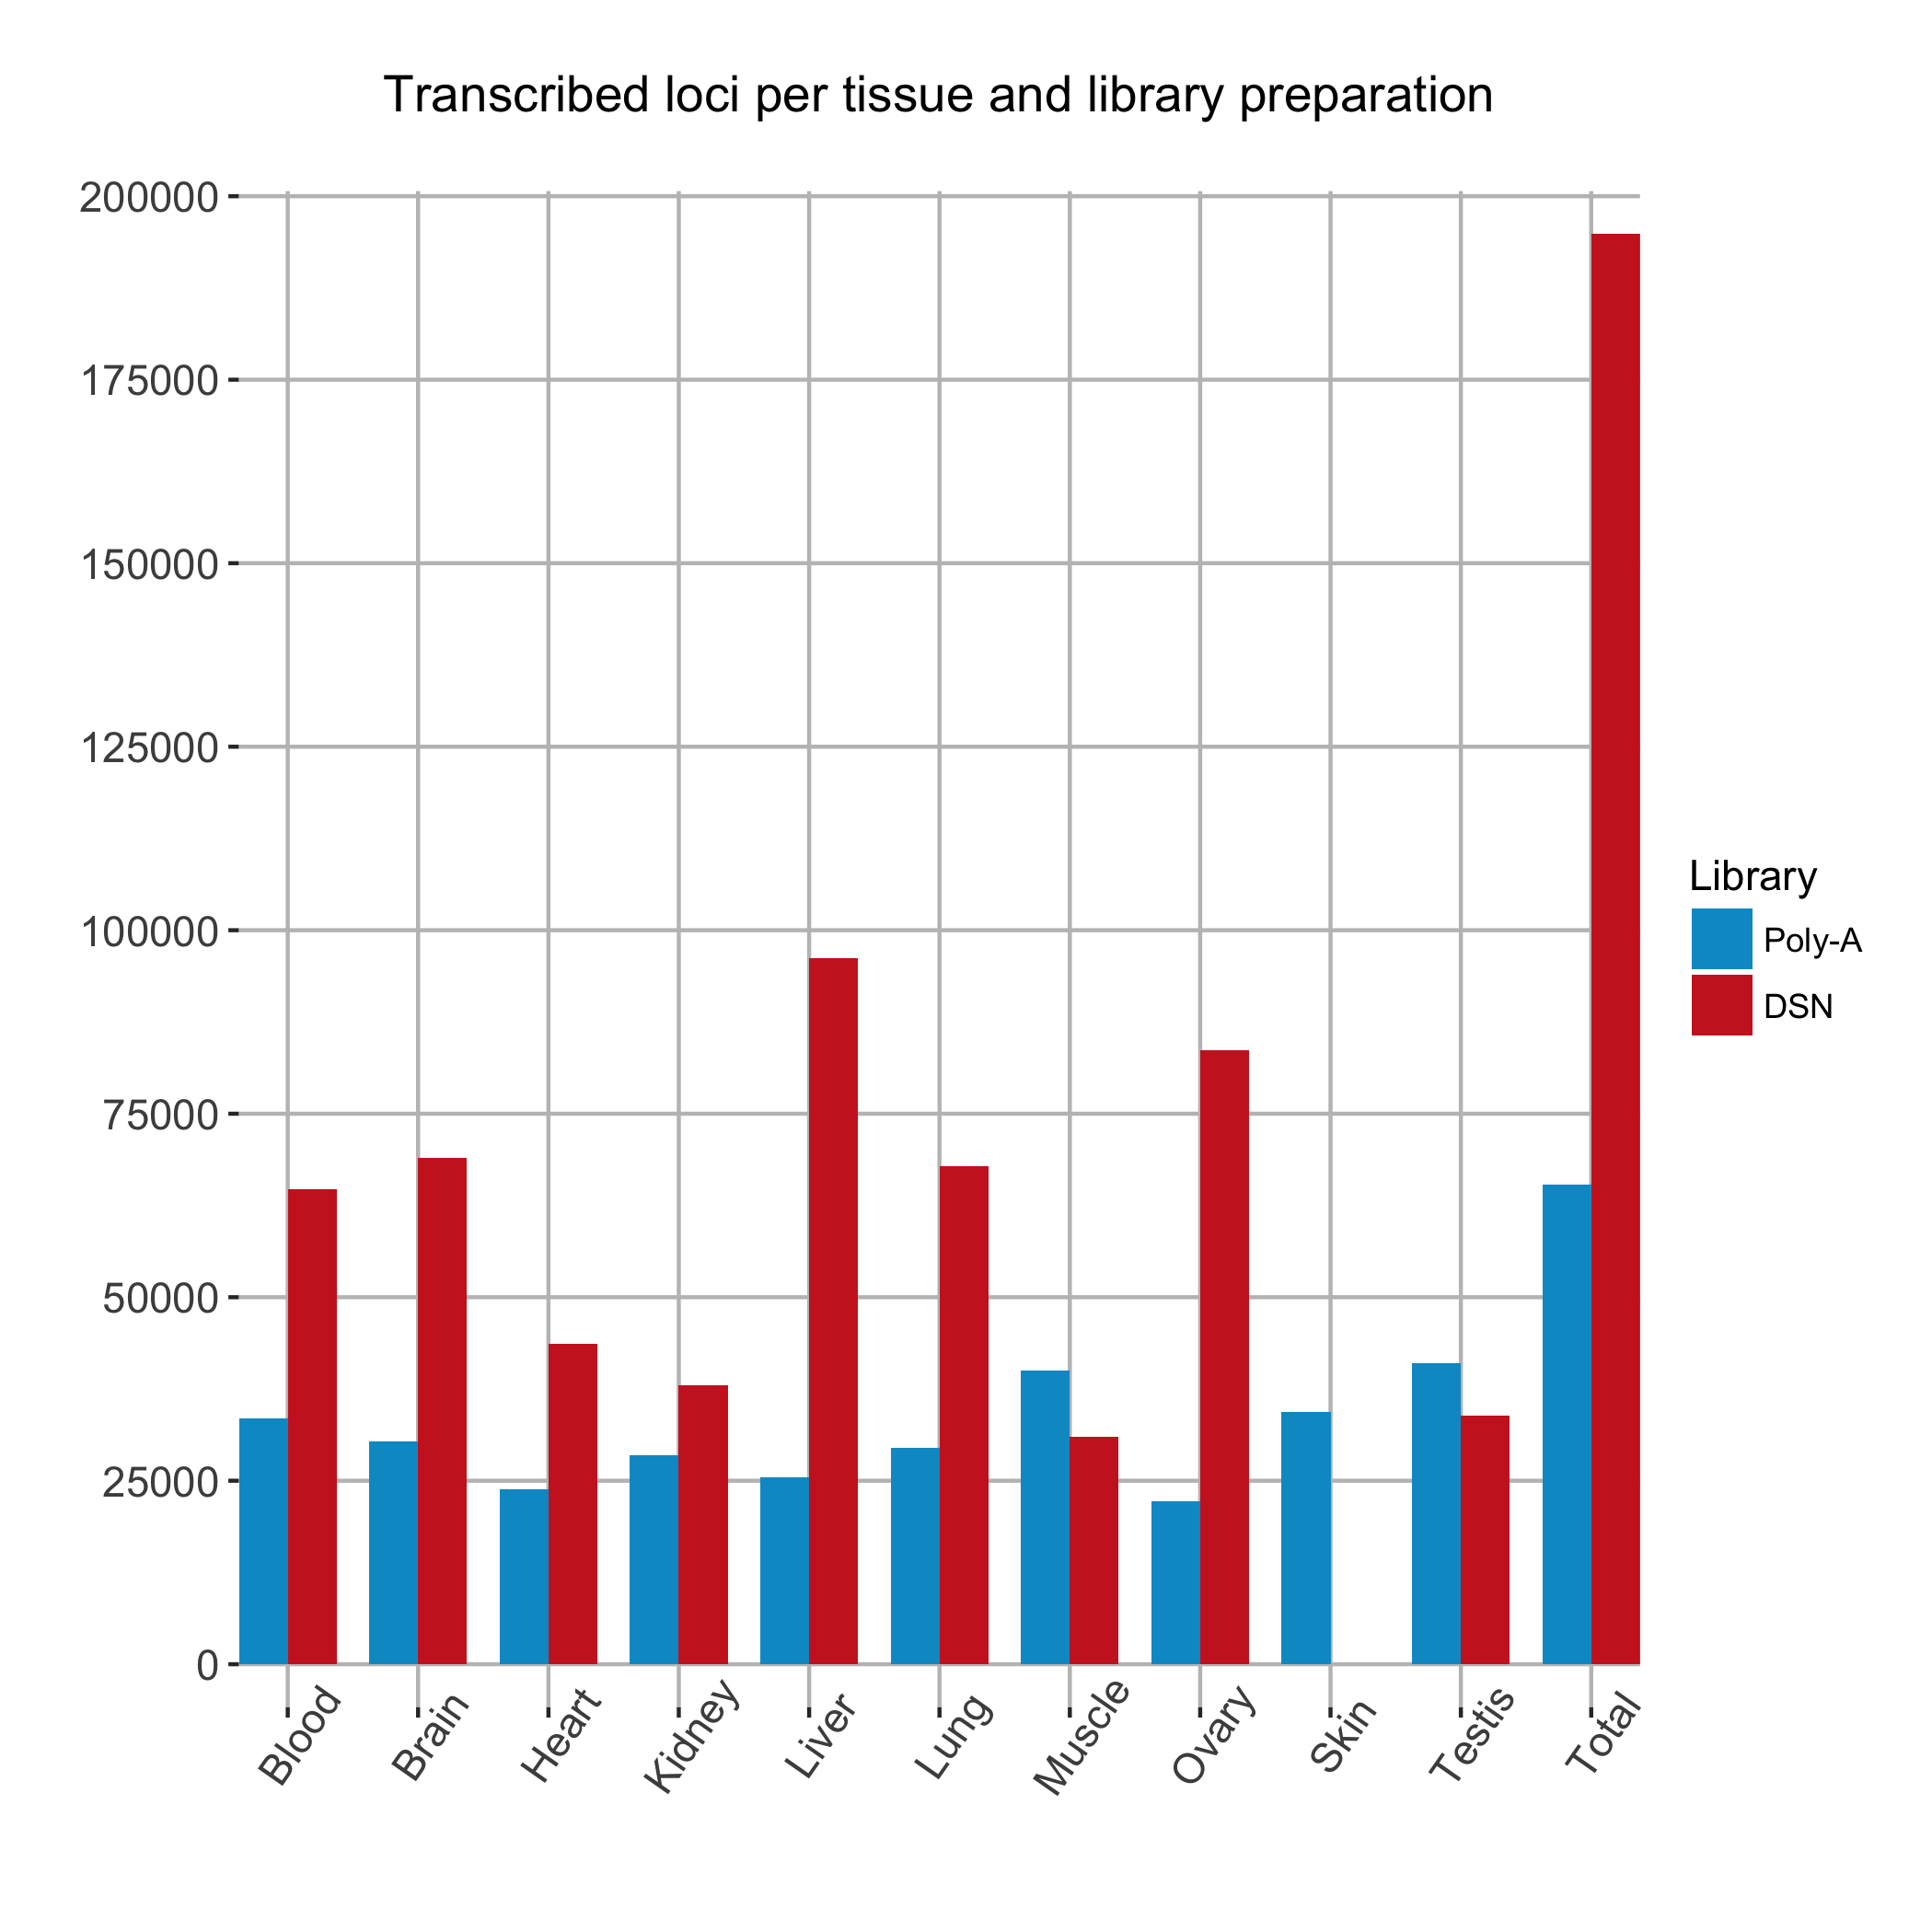 Transcribed loci per tissue and library preparation
200000
175000
150000
125000
100000
75000
50000
25000
0
Blood
Brain
Heart
Kidney
Liver
Lung
Muscle
Ovary
Skin
Testis
Total
Library
Poly-A
DSN